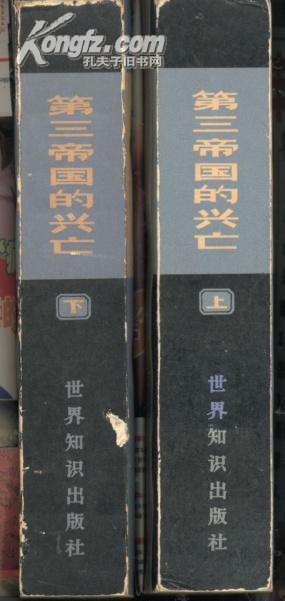 Kongfz.com
孔夫子旧书网
第三帝国的兴亡
下
世界知识出版社
第三帝国的兴亡
上
世界知识出版社